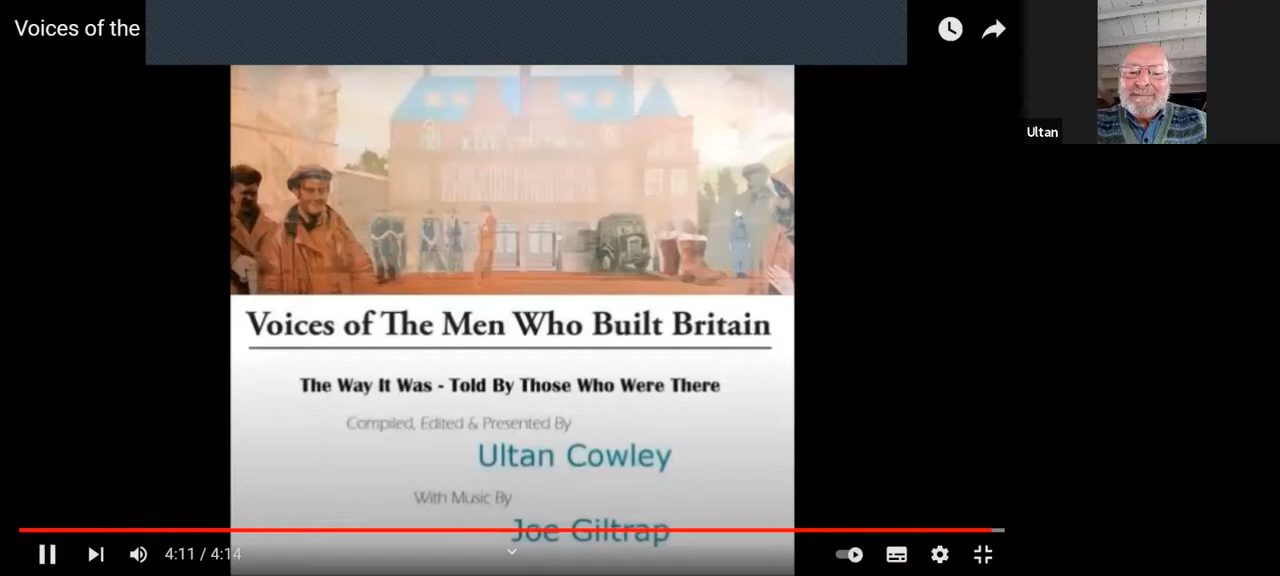 Voices of the
Ultan
Voices of The Men Who Built Britain
The Way It Was - Told By Those Who Were There
Compiled, Edited & Presented By
Ultan Cowley
With Music By
Joe Giltrap
4:11 / 4:14